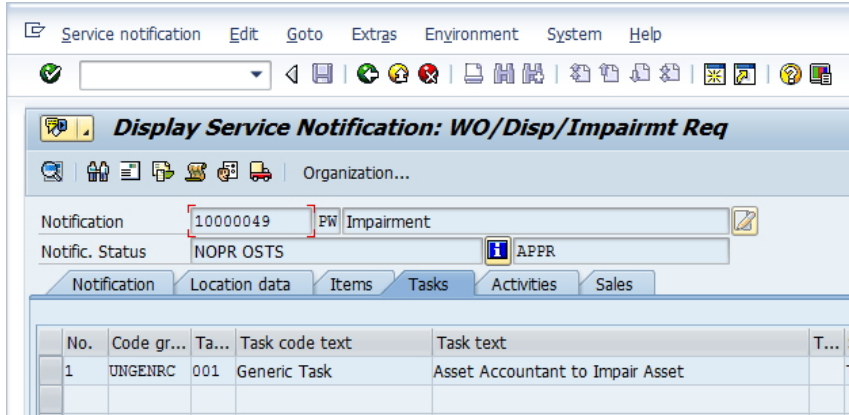 Service notification Edit Goto Extras Environment System Help
Display Service Notification: WO/Disp/Impairmt Req
Organization...
Notification 10000049 PW Impairment
Notific. Status NOPR OSTS APPR
Notification Location data Items Tasks Activities Sales
No. Code gr... Ta... Task code text Task text T...
1 UNGENRC 001 Generic Task Asset Accountant to Impair Asset